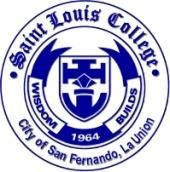 Saint Louis College
WISDOM
BUILDS
1964
City of San Fernando, La Union